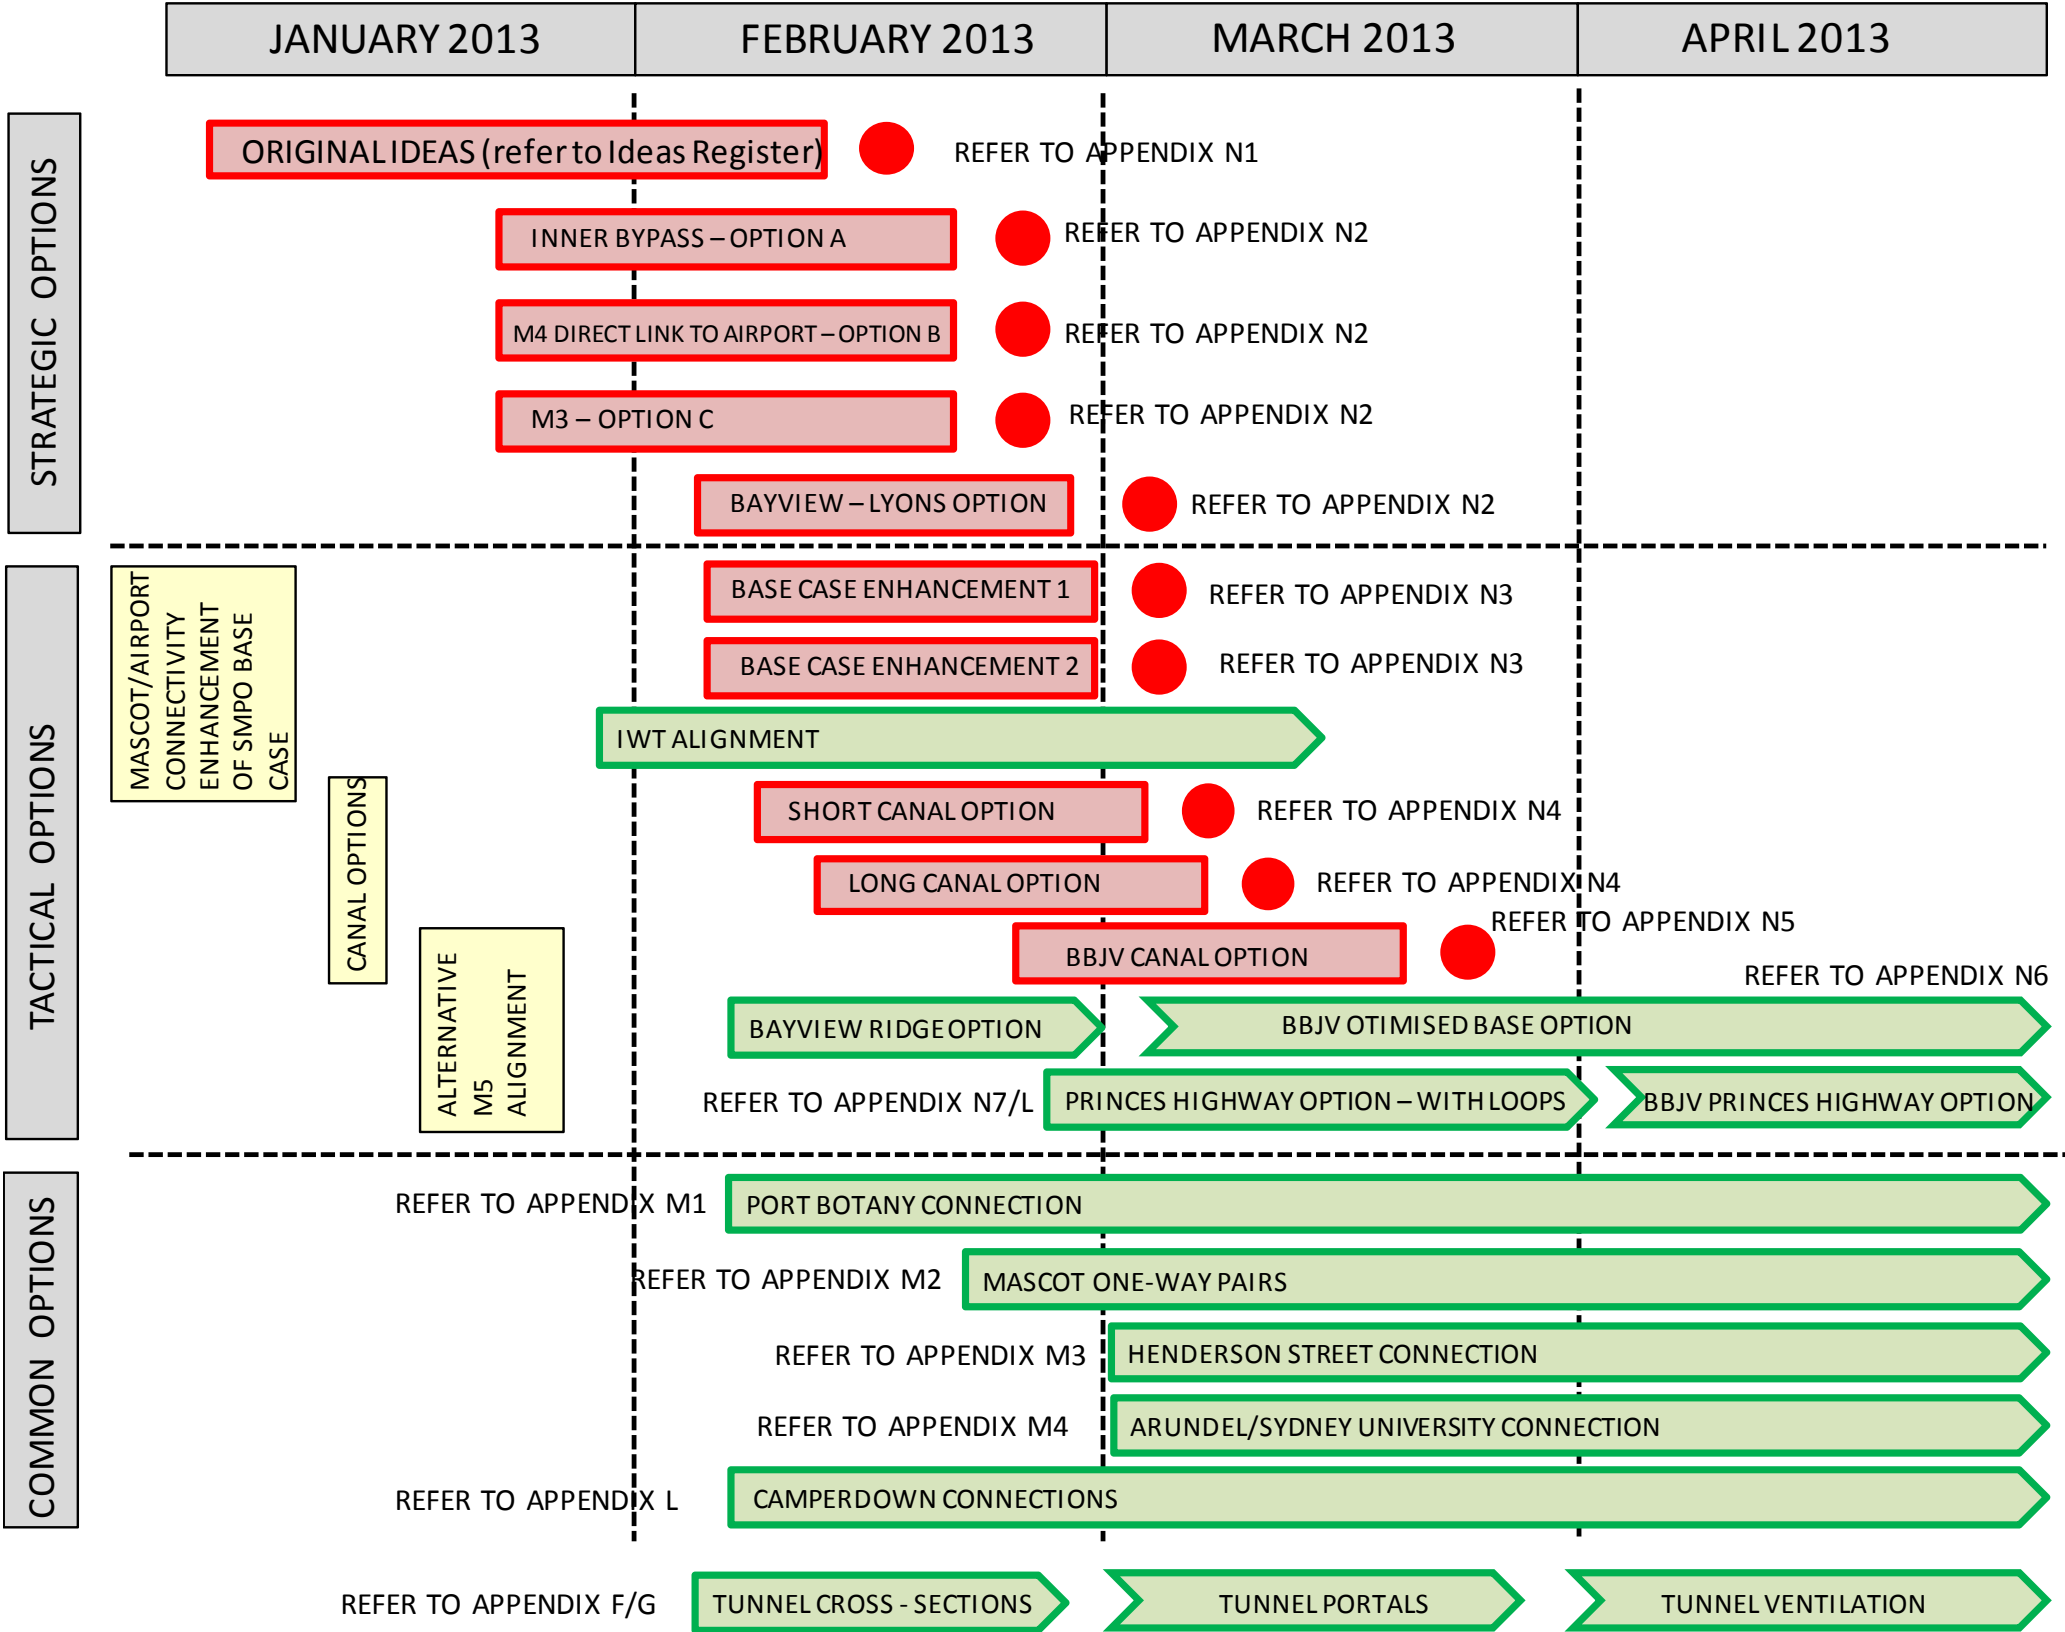 JANUARY 2013
FEBRUARY 2013
MARCH 2013
APRIL 2013
STRATEGIC OPTIONS
ORIGINAL IDEAS (refer to Ideas Register)
REFER TO APPENDIX N1
INNER BYPASS – OPTION A
REFER TO APPENDIX N2
M4 DIRECT LINK TO AIRPORT – OPTION B
REFER TO APPENDIX N2
M3 – OPTION C
REFER TO APPENDIX N2
BAYVIEW – LYONS OPTION
REFER TO APPENDIX N2
TACTICAL OPTIONS
MASCOT/AIRPORT
CONNECTIVITY
ENHANCEMENT
OF SMPO BASE
CASE
BASE CASE ENHANCEMENT 1
REFER TO APPENDIX N3
BASE CASE ENHANCEMENT 2
REFER TO APPENDIX N3
IWT ALIGNMENT
CANAL OPTIONS
SHORT CANAL OPTION
REFER TO APPENDIX N4
LONG CANAL OPTION
REFER TO APPENDIX N4
BBJV CANAL OPTION
REFER TO APPENDIX N5
ALTERNATIVE
M5
ALIGNMENT
REFER TO APPENDIX N6
BAYVIEW RIDGE OPTION
BBJV OTIMISED BASE OPTION
REFER TO APPENDIX N7/L
PRINCES HIGHWAY OPTION – WITH LOOPS
BBJV PRINCES HIGHWAY OPTION
COMMON OPTIONS
REFER TO APPENDIX M1
PORT BOTANY CONNECTION
REFER TO APPENDIX M2
MASCOT ONE-WAY PAIRS
REFER TO APPENDIX M3
HENDERSON STREET CONNECTION
REFER TO APPENDIX M4
ARUNDEL/SYDNEY UNIVERSITY CONNECTION
REFER TO APPENDIX L
CAMPERDOWN CONNECTIONS
REFER TO APPENDIX F/G
TUNNEL CROSS - SECTIONS
TUNNEL PORTALS
TUNNEL VENTILATION